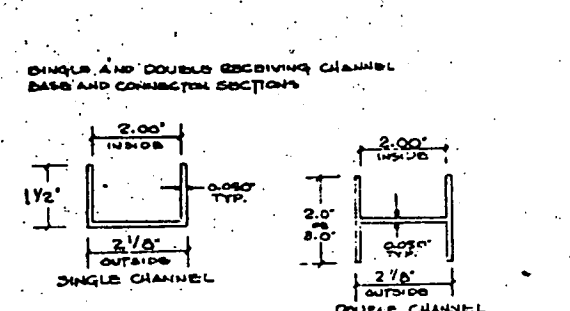 SINGLE AND DOUBLE RECEIVING CHANNEL
BASE AND CONNECTON SECTIONS
2.00"
INSIDE
1 1/2"
0.050"
TYP.
2 1/8"
OUTSIDE
SINGLE CHANNEL
2.00"
INSIDE
2.0"
OR
3.0"
0.050"
TYP.
2 1/8"
OUTSIDE
DOUBLE CHANNEL